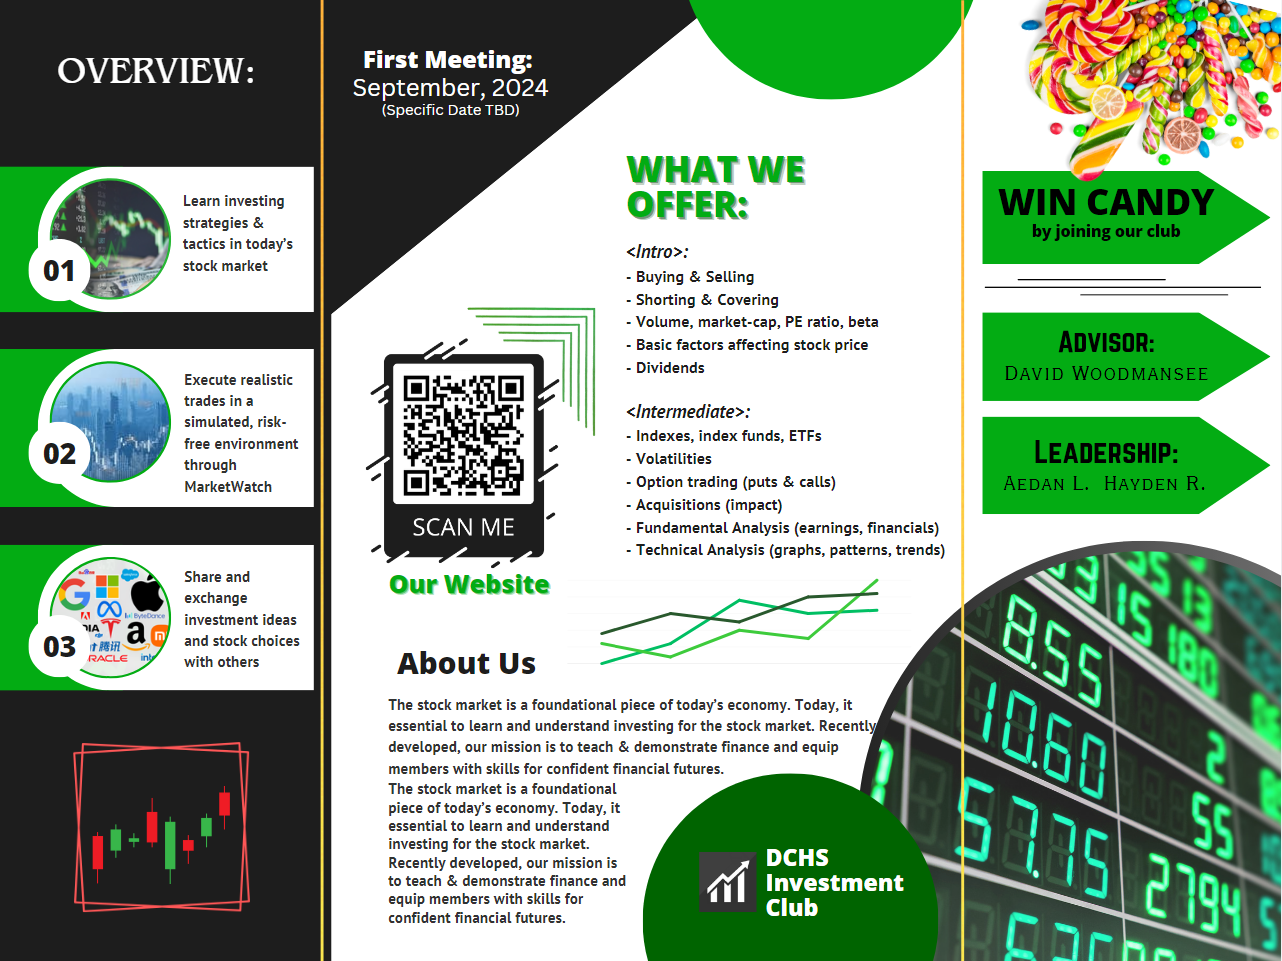 OVERVIEW:
01
Learn investing
strategies &
tactics in today's
stock market
02
Execute realistic
trades in a
simulated, risk-
free environment
through
MarketWatch
03
Share and
exchange
investment ideas
and stock choices
with others
First Meeting:
September, 2024
(Specific Date TBD)
SCAN ME
Our Website
WHAT WE
OFFER:
<Intro>:
- Buying & Selling
- Shorting & Covering
- Volume, market-cap, PE ratio, beta
- Basic factors affecting stock price
- Dividends
<Intermediate>:
- Indexes, index funds, ETFs
- Volatilities
- Option trading (puts & calls)
- Acquisitions (impact)
- Fundamental Analysis (earnings, financials)
- Technical Analysis (graphs, patterns, trends)
About Us
The stock market is a foundational piece of today's economy. Today, it
essential to learn and understand investing for the stock market. Recently
developed, our mission is to teach & demonstrate finance and equip
members with skills for confident financial futures.
The stock market is a foundational
piece of today's economy. Today, it
essential to learn and understand
investing for the stock market.
Recently developed, our mission is
to teach & demonstrate finance and
equip members with skills for
confident financial futures.
DCHS
Investment
Club
WIN CANDY
by joining our club
Advisor:
David Woodmansee
Leadership:
Aedan L. Hayden R.
8.55
15 180
10.60
2
57.75
55
2794